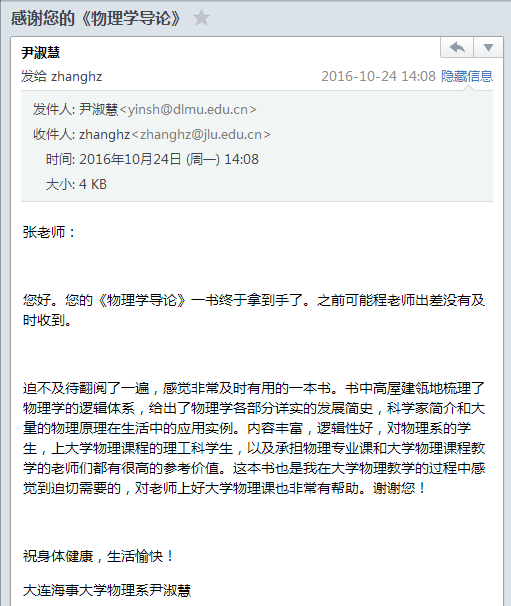 感谢您的《物理学导论》
尹淑慧
发给 zhanghz 2016-10-24 14:08 隐藏信息
发件人: 尹淑慧<yinsh@dlmu.edu.cn>
收件人: zhanghz<zhanghz@jlu.edu.cn>
时间: 2016年10月24日 (周一) 14:08
大小: 4 KB
张老师：
您好。您的《物理学导论》一书终于拿到手了。之前可能程老师出差没有及
时收到。
迫不及待翻阅了一遍，感觉非常及时有用的一本书。书中高屋建瓴地梳理了
物理学的逻辑体系，给出了物理学各部分详实的发展简史，科学家简介和大
量的物理原理在生活中的应用实例。内容丰富，逻辑性好，对物理系的学
生，上大学物理课程的理工科学生，以及承担物理专业课和大学物理课程教
学的老师们都有很高的参考价值。这本书也是我在大学物理教学的过程中感
觉到迫切需要的，对老师上好大学物理课也非常有帮助。谢谢您！
祝身体健康，生活愉快！
大连海事大学物理系尹淑慧